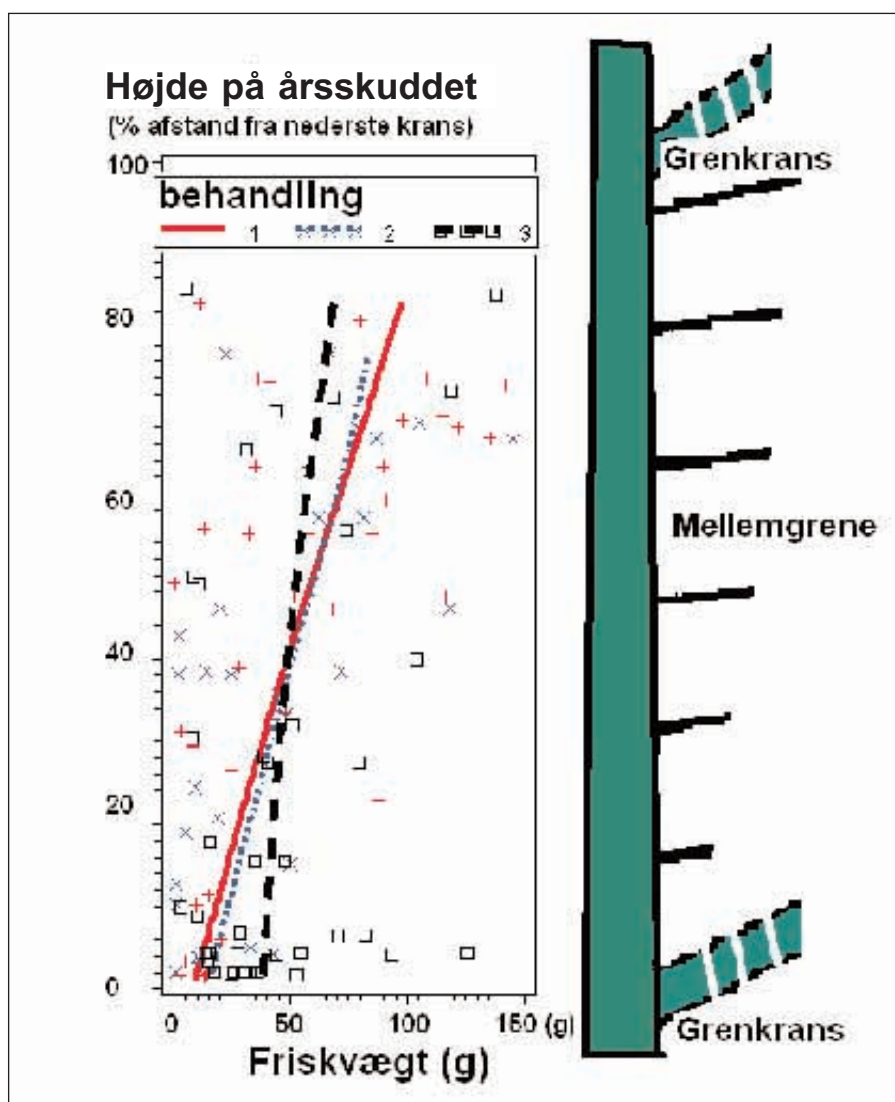 Højde på årsskuddet
(% afstand fra nederste krans)
100
behandling
1 2 3
80
60
40
20
0
0 50 100 150 (g)
Friskvægt (g)
Grenkrans
Mellemgrene
Grenkrans